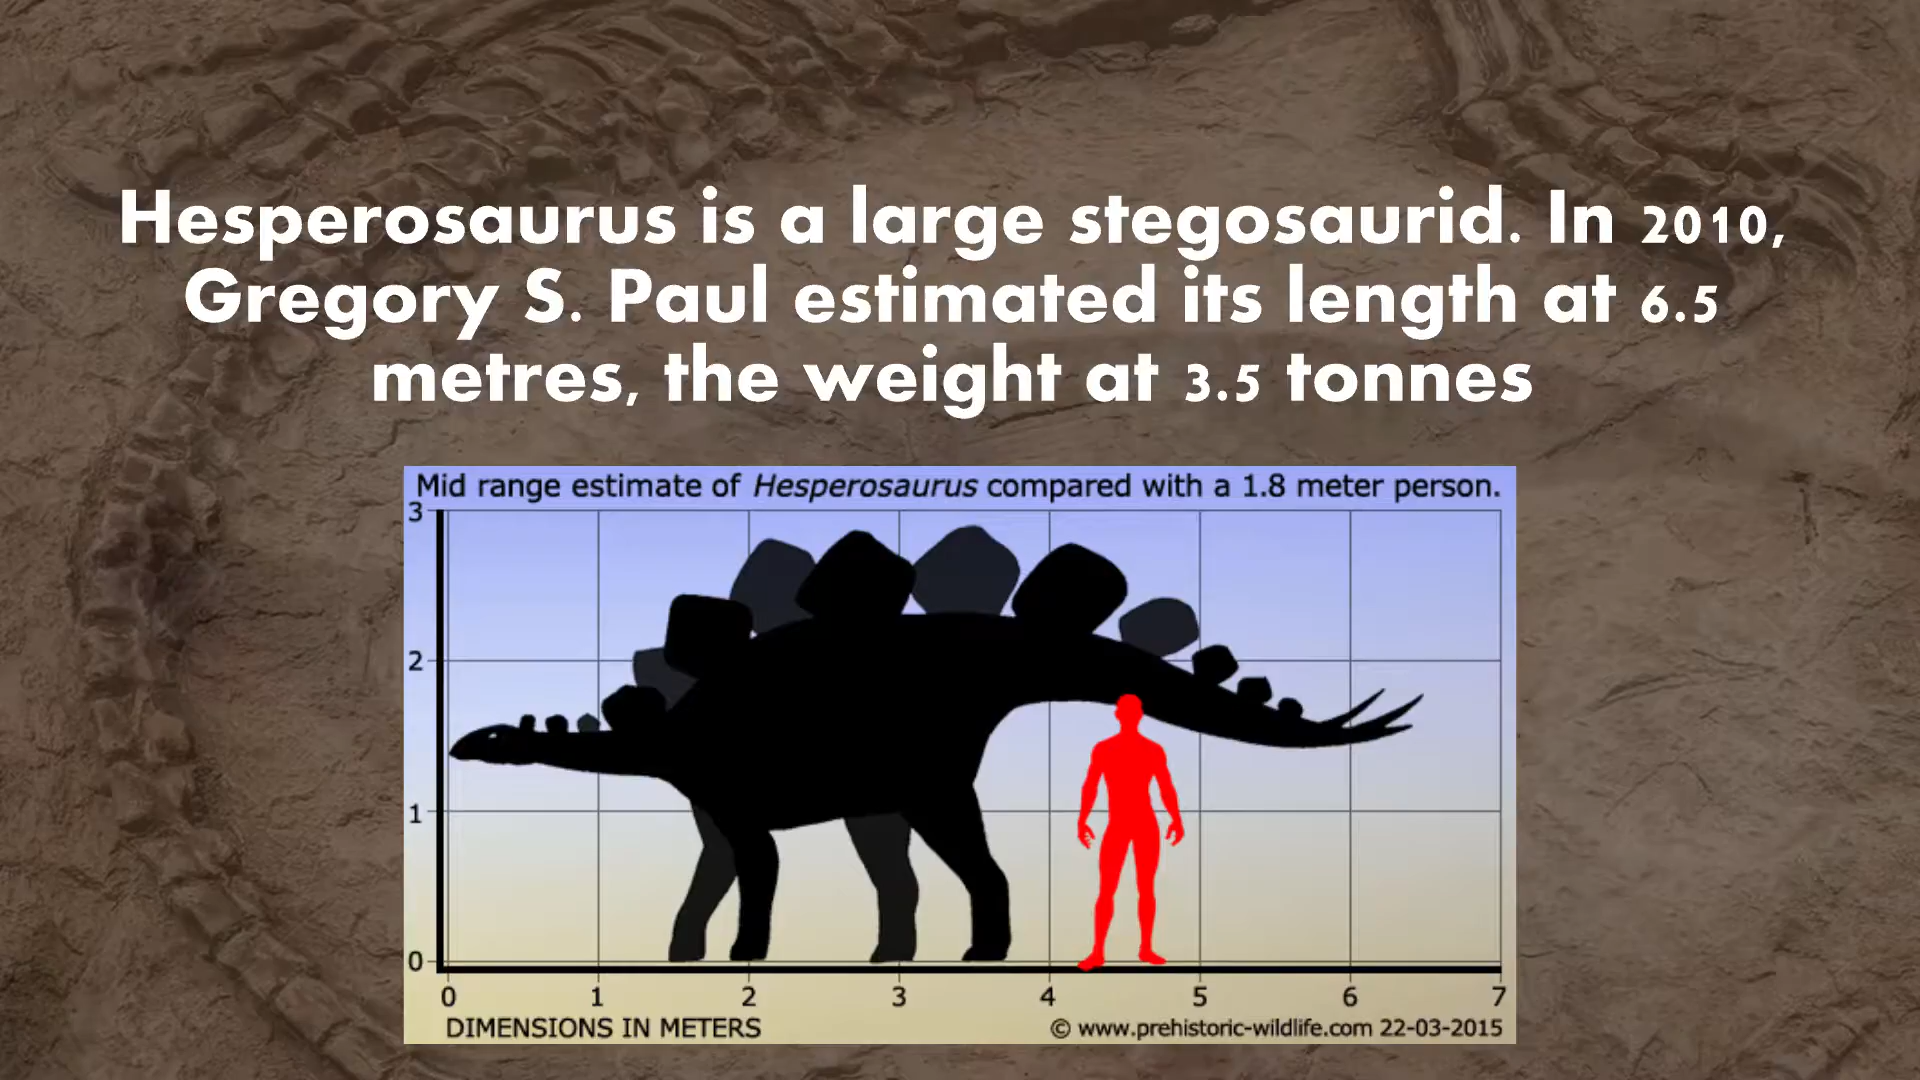 Hesperosaurus is a large stegosaurid. In 2010,
Gregory S. Paul estimated its length at 6.5
metres, the weight at 3.5 tonnes
Mid range estimate of Hesperosaurus compared with a 1.8 meter person.
3
2
1
0
0 1 2 3 4 5 6 7
DIMENSIONS IN METERS © www.prehistoric-wildlife.com 22-03-2015